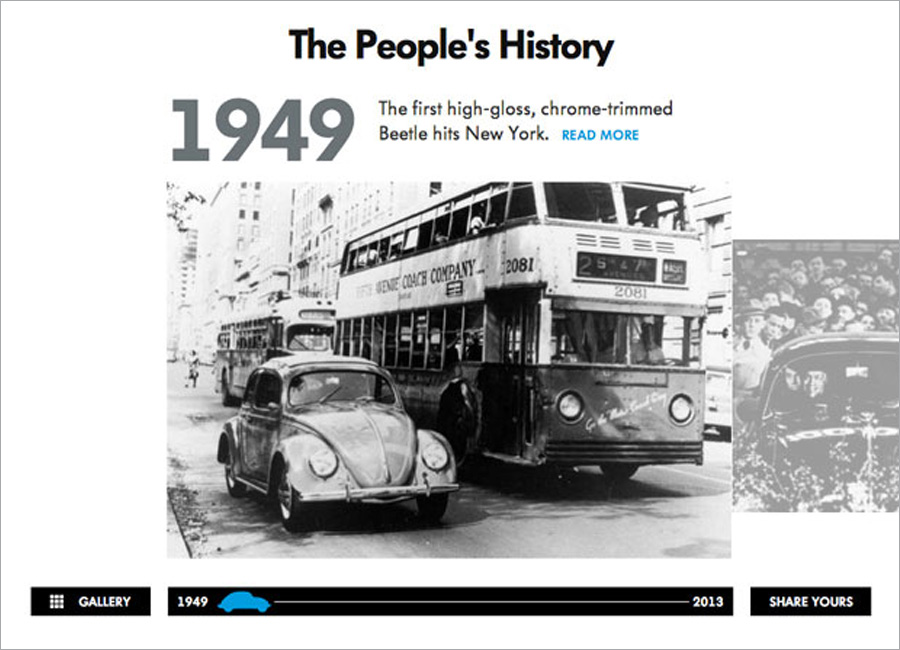 The People's History
1949
The first high-gloss, chrome-trimmed
Beetle hits New York. READ MORE
FIFTH AVENUE COACH COMPANY
2081
2081
GALLERY
1949
2013
SHARE YOURS